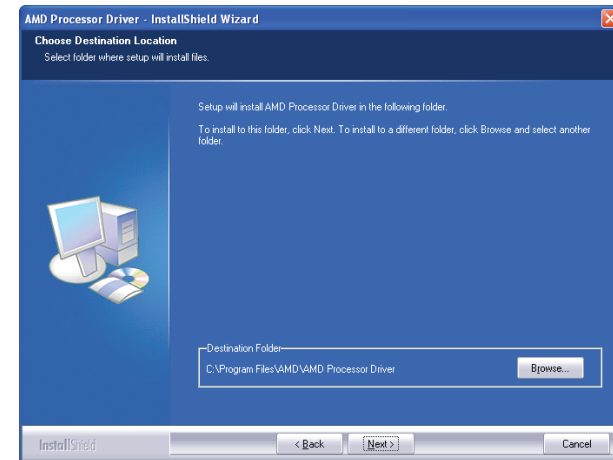 AMD Processor Driver - InstallShield Wizard
Choose Destination Location
Select folder where setup will install files.
Setup will install AMD Processor Driver in the following folder.
To install to this folder, click Next. To install to a different folder, click Browse and select another
folder.
Destination Folder
C:\Program Files\AMD\AMD Processor Driver
Browse...
InstallShield
< Back
Next >
Cancel